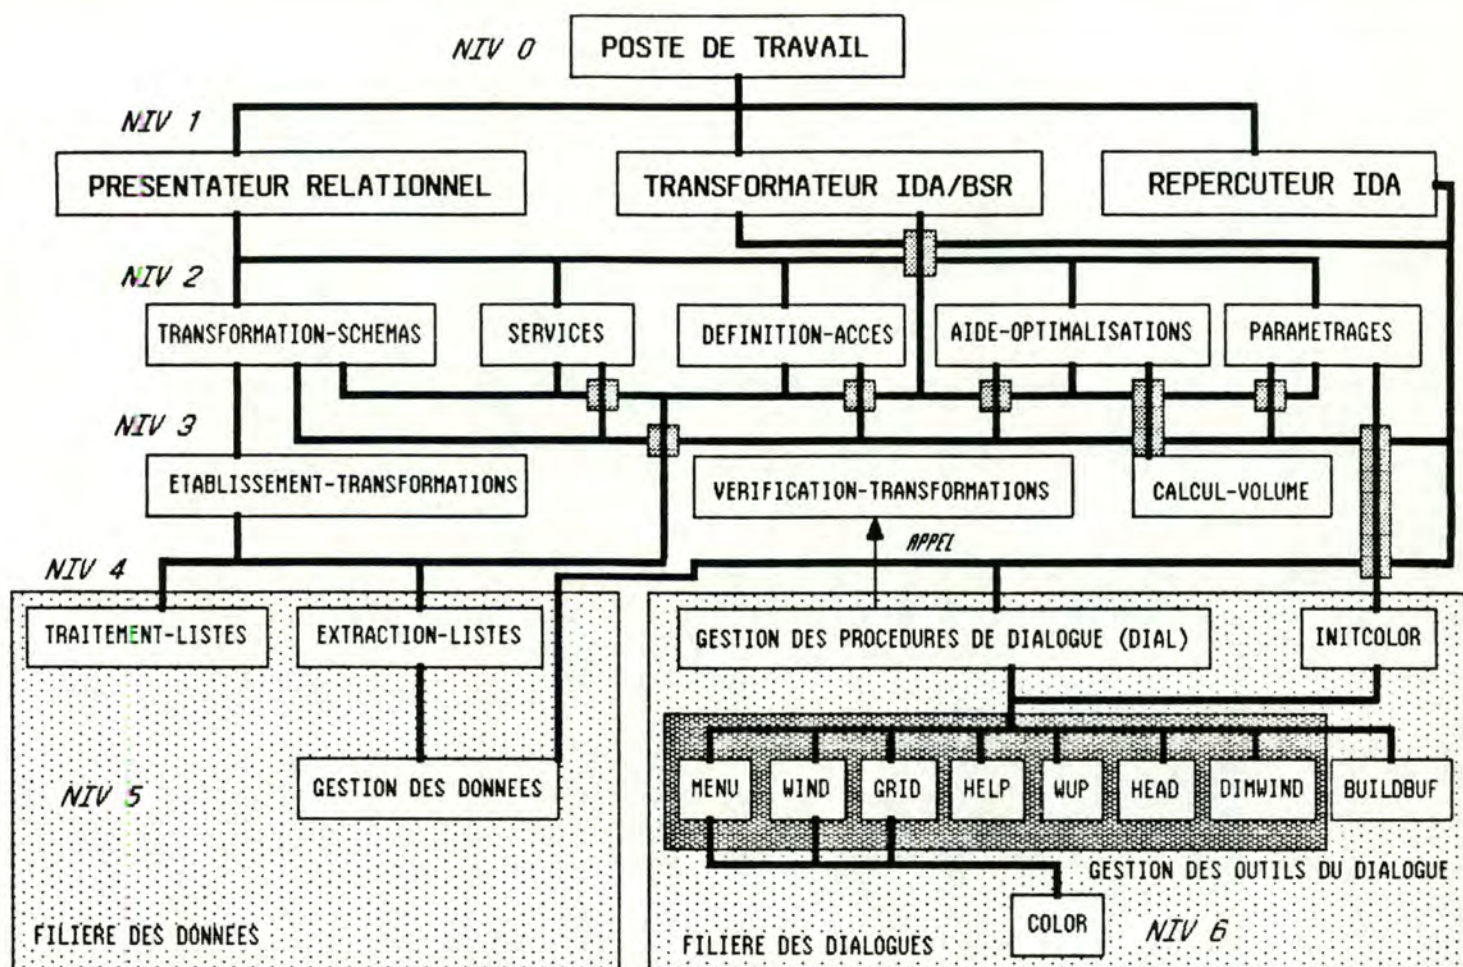 NIV 0
POSTE DE TRAVAIL
NIV 1
PRESENTATEUR RELATIONNEL
TRANSFORMATEUR IDA/BSR
REPERCUTEUR IDA
NIV 2
TRANSFORMATION-SCHEMAS
SERVICES
DEFINITION-ACCES
AIDE-OPTIMALISATIONS
PARAMETRAGES
NIV 3
ETABLISSEMENT-TRANSFORMATIONS
VERIFICATION-TRANSFORMATIONS
CALCUL-VOLUME
APPEL
NIV 4
TRAITEMENT-LISTES
EXTRACTION-LISTES
GESTION DES PROCEDURES DE DIALOGUE (DIAL)
INITCOLOR
NIV 5
GESTION DES DONNEES
MENU
WIND
GRID
HELP
WUP
HEAD
DIMWIND
BUILDBUF
GESTION DES OUTILS DU DIALOGUE
COLOR
NIV 6
FILIERE DES DONNEES
FILIERE DES DIALOGUES